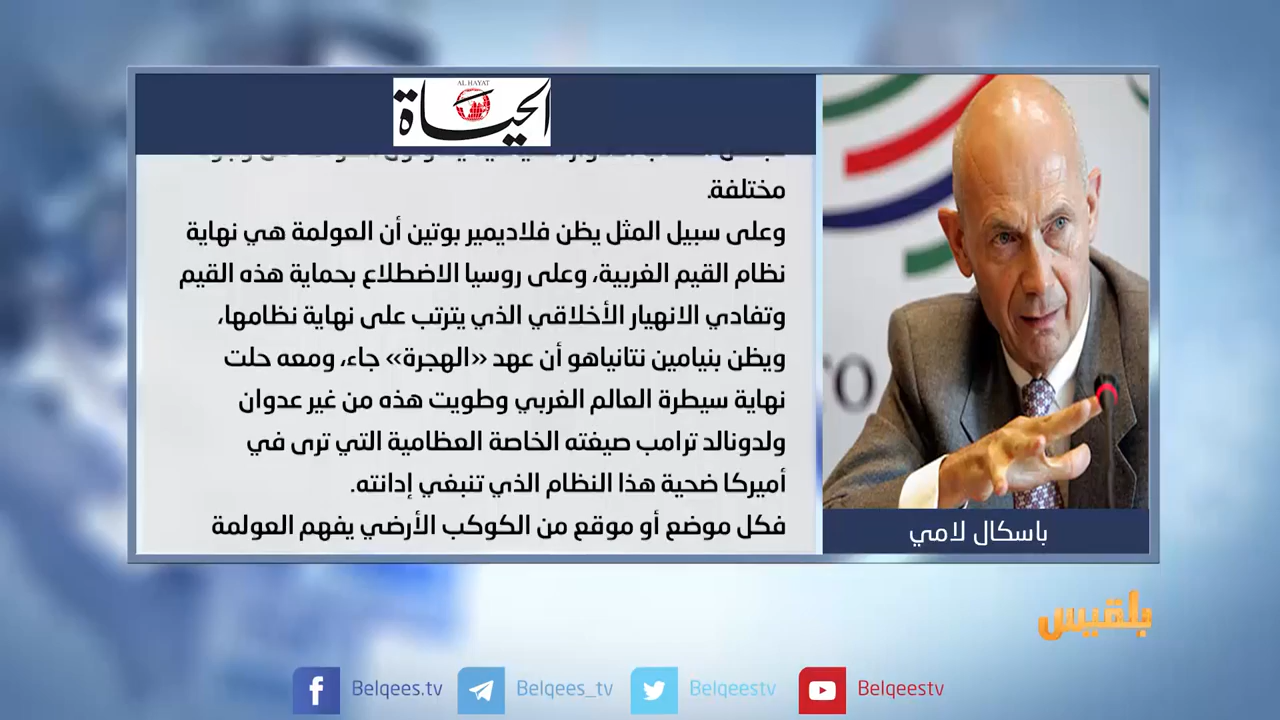 AL HAYAT
الحياة
مختلفة.
وعلى سبيل المثل يظن فلاديمير بوتين أن العولمة هي نهاية
نظام القيم الغربية، وعلى روسيا الاضطلاع بحماية هذه القيم
وتفادي الانهيار الأخلاقي الذي يترتب على نهاية نظامها،
ويظن بنيامين نتانياهو أن عهد «الهجرة» جاء، ومعه حلت
نهاية سيطرة العالم الغربي وطويت هذه من غير عدوان
ولدونالد ترامب صيغته الخاصة العظامية التي ترى في
أميركا ضحية هذا النظام الذي تنبغي إدانته.
فكل موضع أو موقع من الكوكب الأرضي يفهم العولمة
باسكال لامي
بلقيس
Belqees.tv
Belqees_tv
Belqeestv
Belqeestv